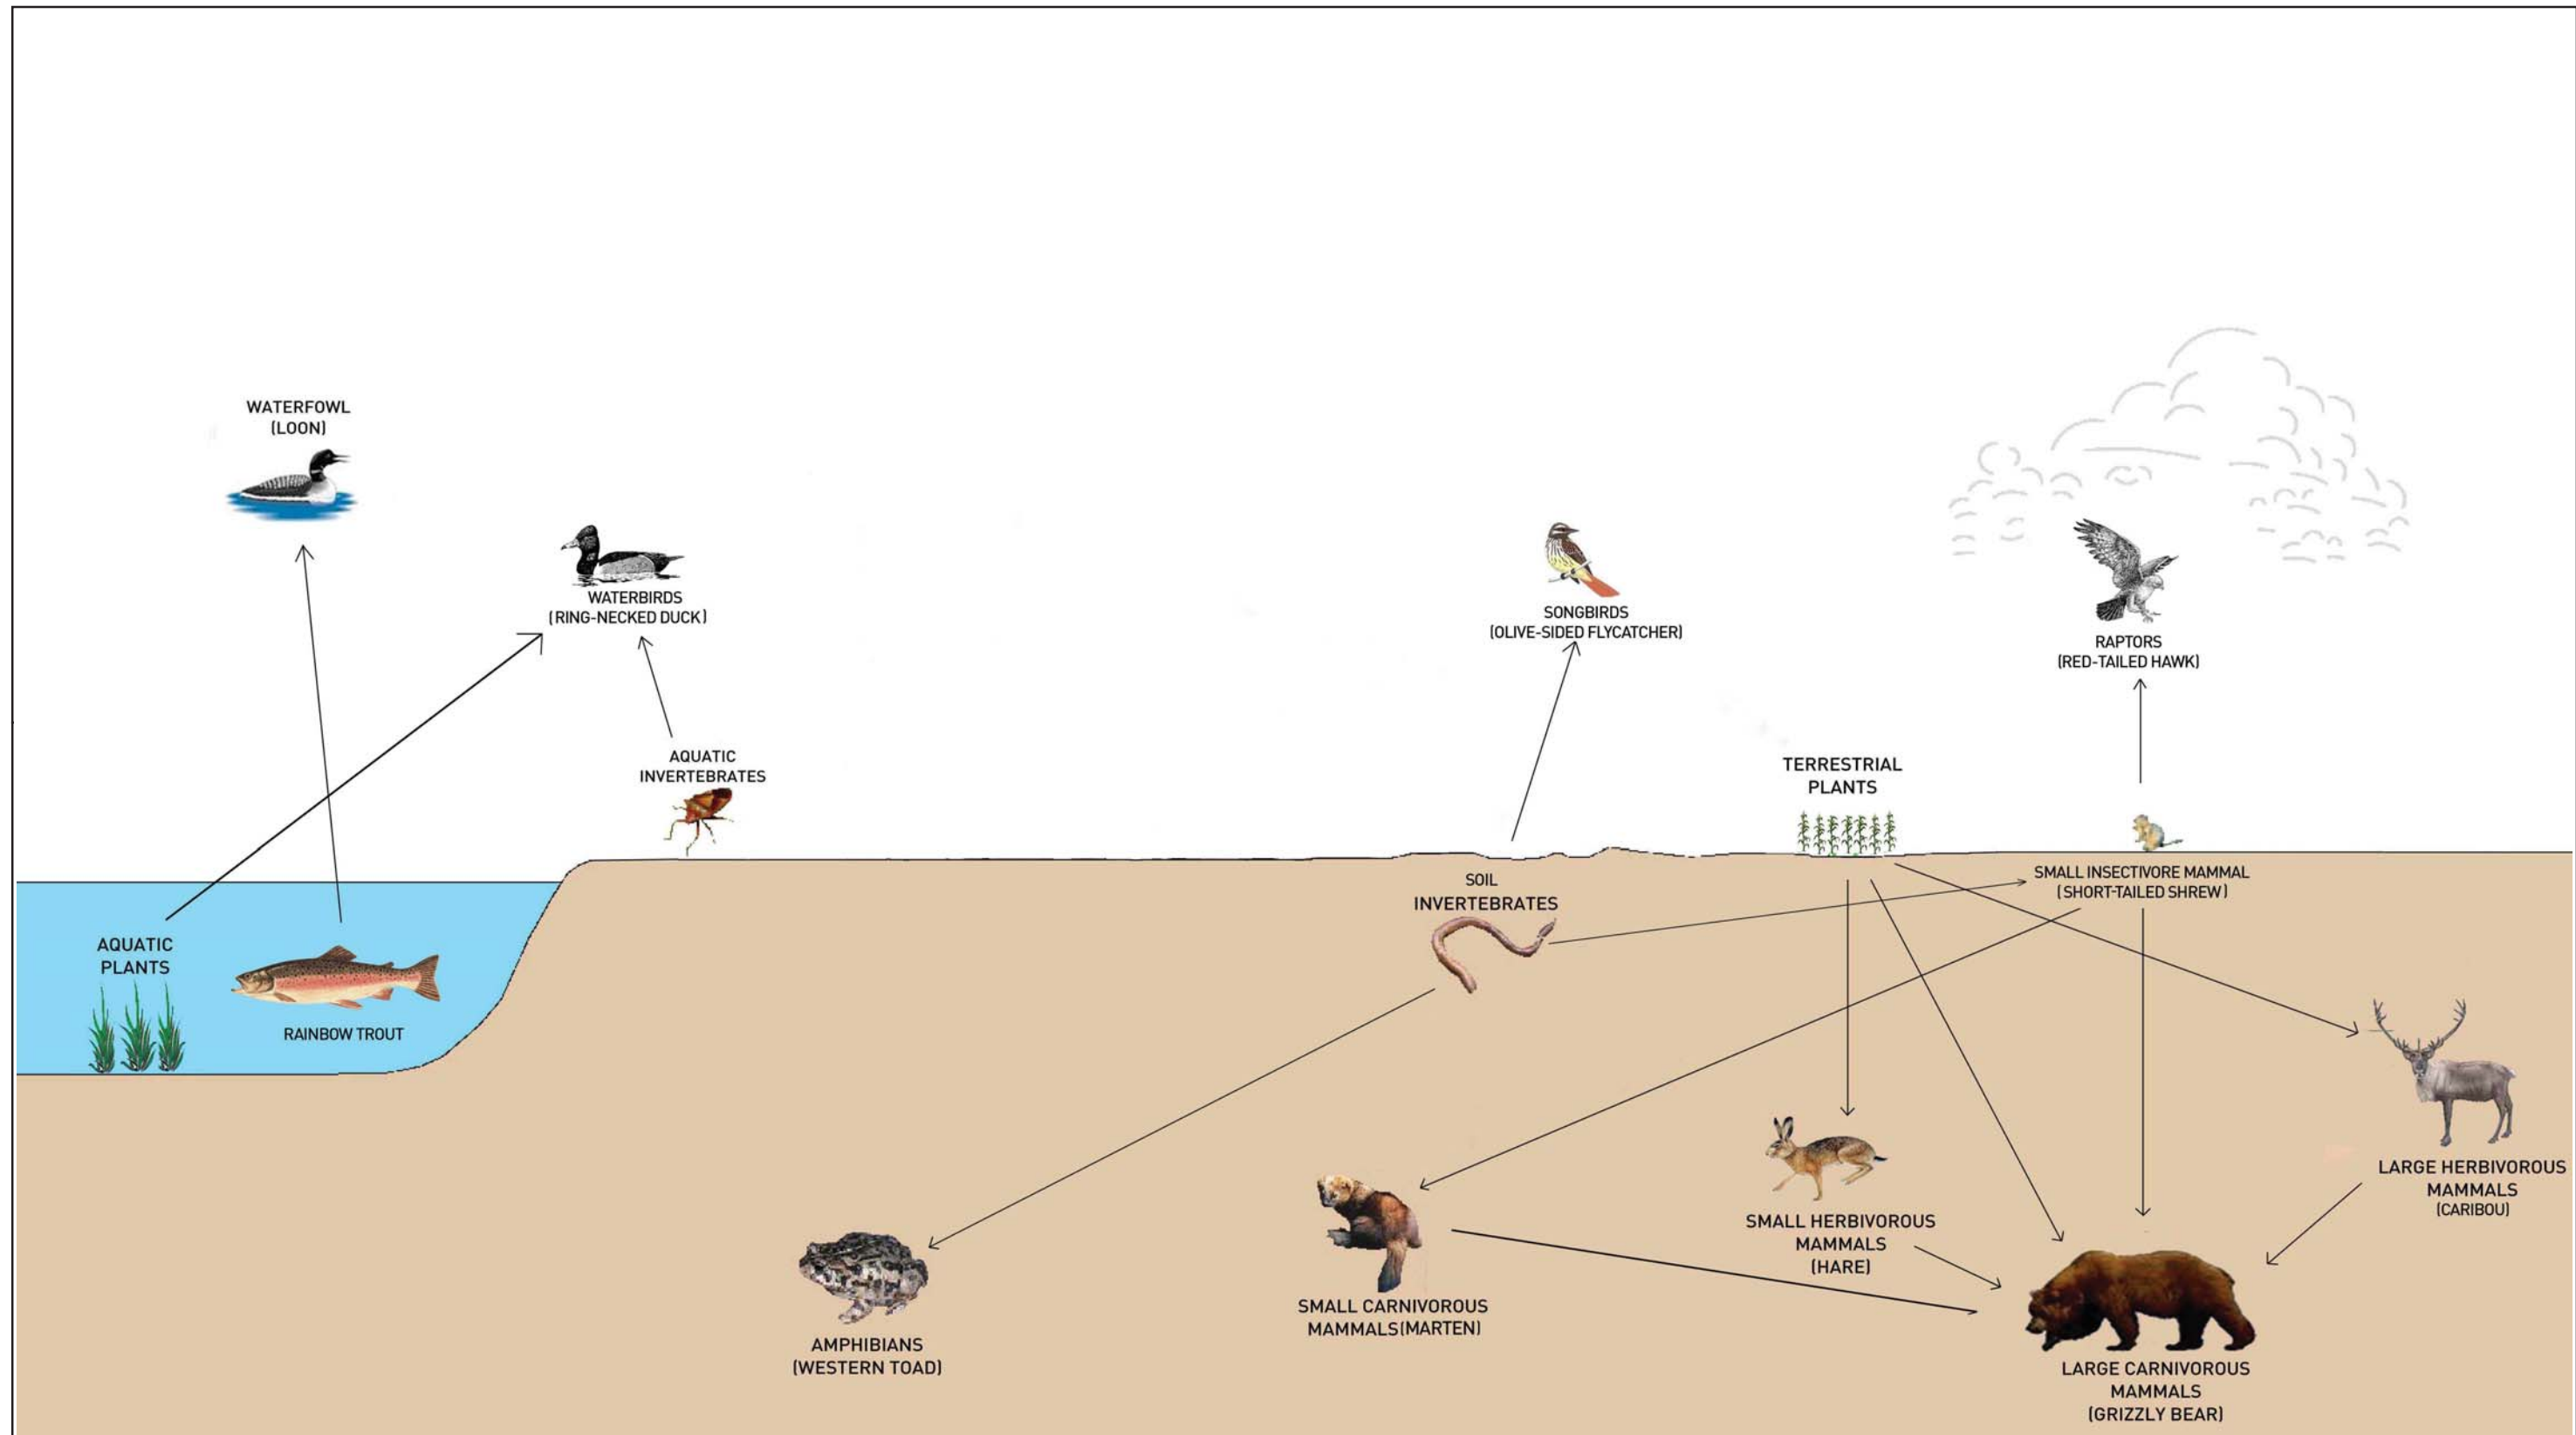 WATERFOWL
(LOON)
WATERBIRDS
(RING-NECKED DUCK)
SONGBIRDS
(OLIVE-SIDED FLYCATCHER)
RAPTORS
(RED-TAILED HAWK)
AQUATIC
INVERTEBRATES
TERRESTRIAL
PLANTS
SOIL
INVERTEBRATES
SMALL INSECTIVORE MAMMAL
(SHORT-TAILED SHREW)
AQUATIC
PLANTS
RAINBOW TROUT
LARGE HERBIVOROUS
MAMMALS
(CARIBOU)
SMALL HERBIVOROUS
MAMMALS
(HARE)
SMALL CARNIVOROUS
MAMMALS(MARTEN)
AMPHIBIANS
(WESTERN TOAD)
LARGE CARNIVOROUS
MAMMALS
(GRIZZLY BEAR)